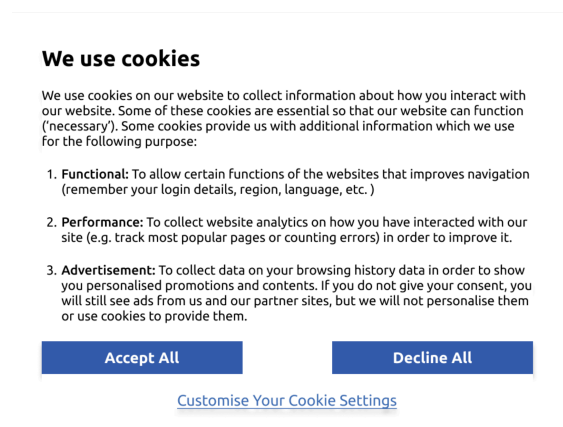 We use cookies
We use cookies on our website to collect information about how you interact with
our website. Some of these cookies are essential so that our website can function
(‘necessary’). Some cookies provide us with additional information which we use
for the following purpose:
1. Functional: To allow certain functions of the websites that improves navigation
(remember your login details, region, language, etc. )
2. Performance: To collect website analytics on how you have interacted with our
site (e.g. track most popular pages or counting errors) in order to improve it.
3. Advertisement: To collect data on your browsing history data in order to show
you personalised promotions and contents. If you do not give your consent, you
will still see ads from us and our partner sites, but we will not personalise them
or use cookies to provide them.
Accept All
Decline All
Customise Your Cookie Settings